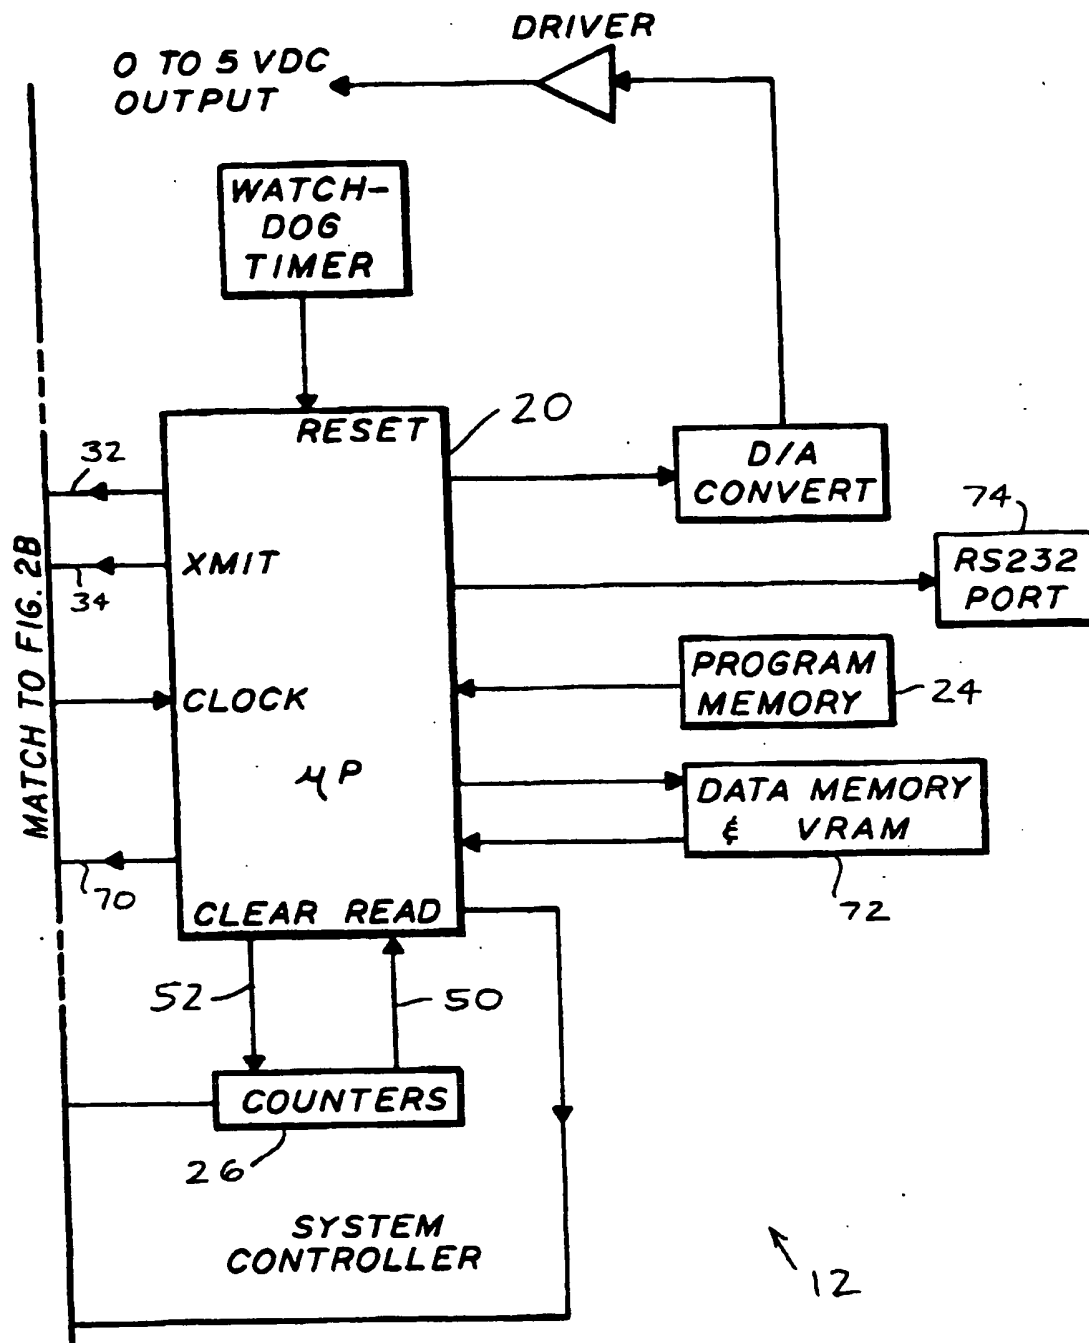 DRIVER
0 TO 5 VDC
OUTPUT
WATCH-
DOG
TIMER
RESET
20
D/A
CONVERT
32
74
XMIT
34
RS232
PORT
MATCH TO FIG. 2B
PROGRAM
MEMORY
24
CLOCK
μP
DATA MEMORY
& VRAM
70
72
CLEAR READ
52
50
COUNTERS
26
SYSTEM
CONTROLLER
12